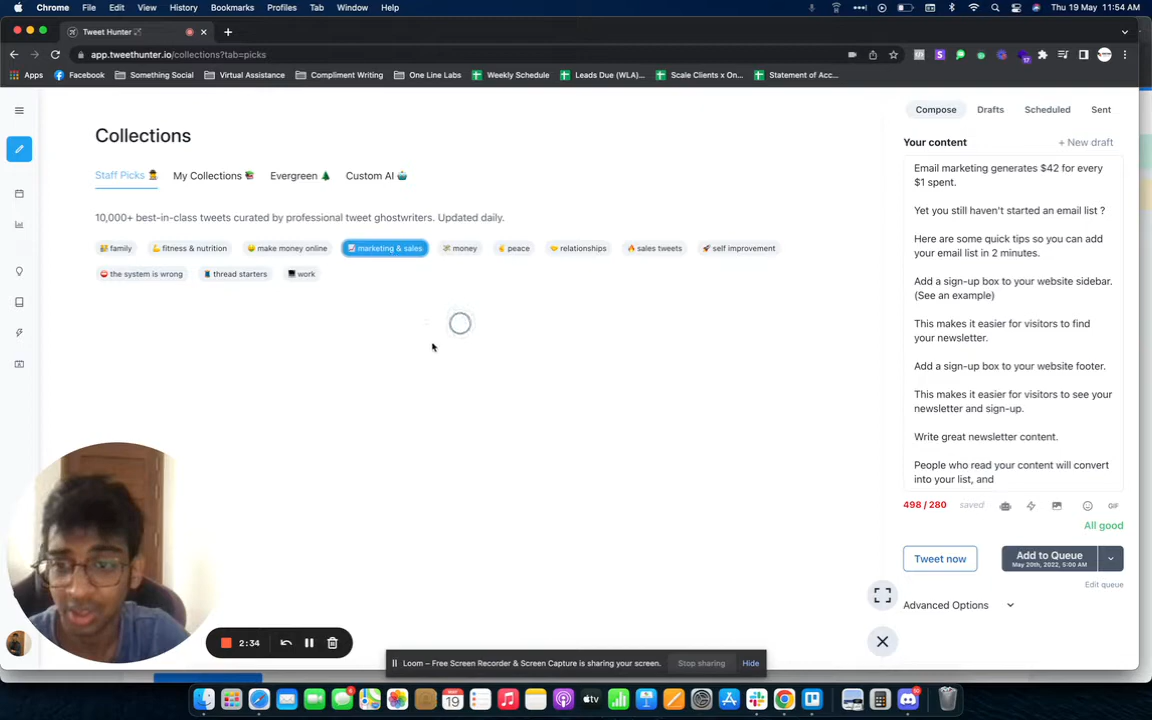 Chrome File Edit View History Bookmarks Profiles Tab Window Help
Thu 19 May 11:54 AM
Tweet Hunter
app.tweethunter.io/collections?tab=picks
17
Apps Facebook Something Social Virtual Assistance Compliment Writing One Line Labs Weekly Schedule Leads Due (WLA)... Scale Clients x On... Statement of Acc...
Collections
Staff Picks My Collections Evergreen Custom AI
10,000+ best-in-class tweets curated by professional tweet ghostwriters. Updated daily.
family fitness & nutrition make money online marketing & sales money peace relationships sales tweets self improvement
the system is wrong thread starters work
Compose Drafts Scheduled Sent
Your content + New draft
Email marketing generates $42 for every
$1 spent.
Yet you still haven't started an email list ?
Here are some quick tips so you can add
your email list in 2 minutes.
Add a sign-up box to your website sidebar.
(See an example)
This makes it easier for visitors to find
your newsletter.
Add a sign-up box to your website footer.
This makes it easier for visitors to see your
newsletter and sign-up.
Write great newsletter content.
People who read your content will convert
into your list, and
498 / 280 saved GIF
All good
Tweet now
Add to Queue
May 20th, 2022, 5:00 AM
Edit queue
Advanced Options
2:34
Loom – Free Screen Recorder & Screen Capture is sharing your screen. Stop sharing Hide